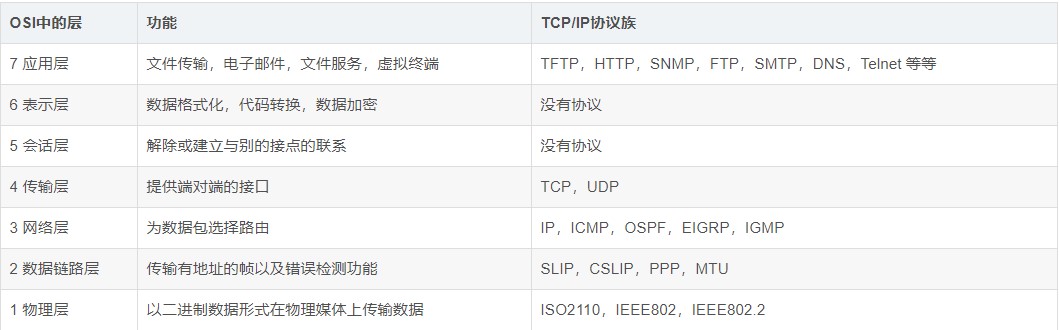 OSI中的层 功能 TCP/IP协议族
7 应用层 文件传输，电子邮件，文件服务，虚拟终端 TFTP，HTTP，SNMP，FTP，SMTP，DNS，Telnet 等等
6 表示层 数据格式化，代码转换，数据加密 没有协议
5 会话层 解除或建立与别的接点的联系 没有协议
4 传输层 提供端对端的接口 TCP，UDP
3 网络层 为数据包选择路由 IP，ICMP，OSPF，EIGRP，IGMP
2 数据链路层 传输有地址的帧以及错误检测功能 SLIP，CSLIP，PPP，MTU
1 物理层 以二进制数据形式在物理媒体上传输数据 ISO2110，IEEE802，IEEE802.2